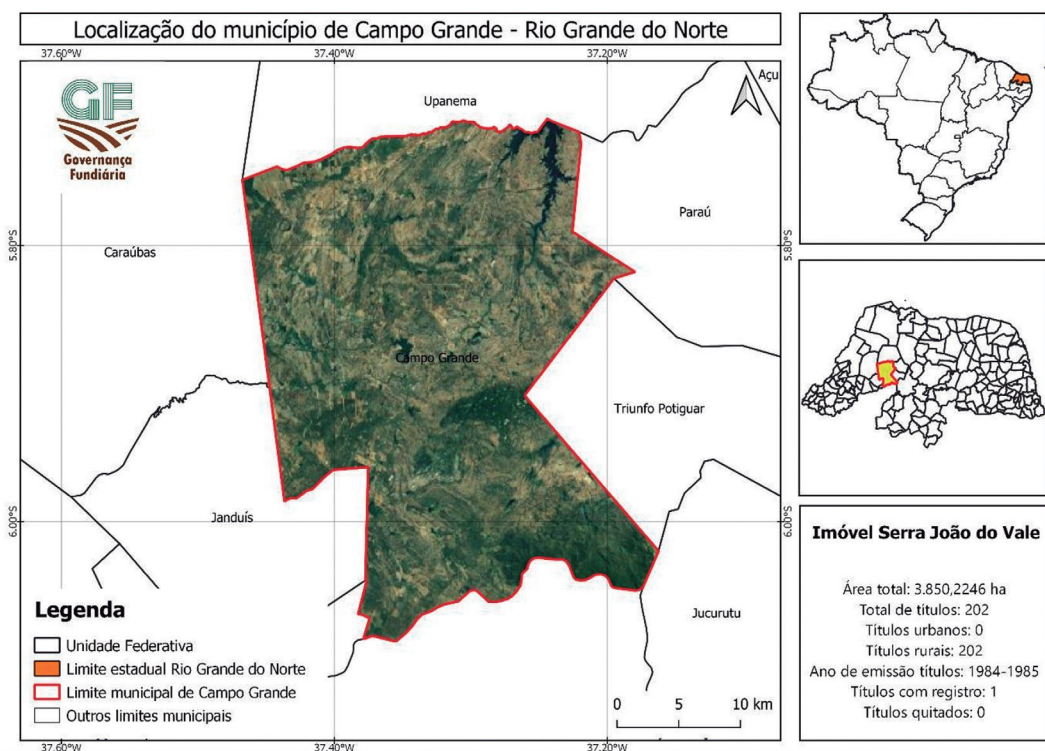 Localização do município de Campo Grande - Rio Grande do Norte
37.60°W
37.40°W
37.20°W
GF
Governança
Fundiária
Upanema
Açu
Paraú
Caraúbas
5.80°S
5.80°S
Campo Grande
Triunfo Potiguar
Janduís
6.00°S
6.00°S
Jucurutu
Legenda
Unidade Federativa
Limite estadual Rio Grande do Norte
Limite municipal de Campo Grande
Outros limites municipais
0 5 10 km
37.60°W
37.40°W
37.20°W
Imóvel Serra João do Vale
Área total: 3.850,2246 ha
Total de títulos: 202
Títulos urbanos: 0
Títulos rurais: 202
Ano de emissão títulos: 1984-1985
Títulos com registro: 1
Títulos quitados: 0